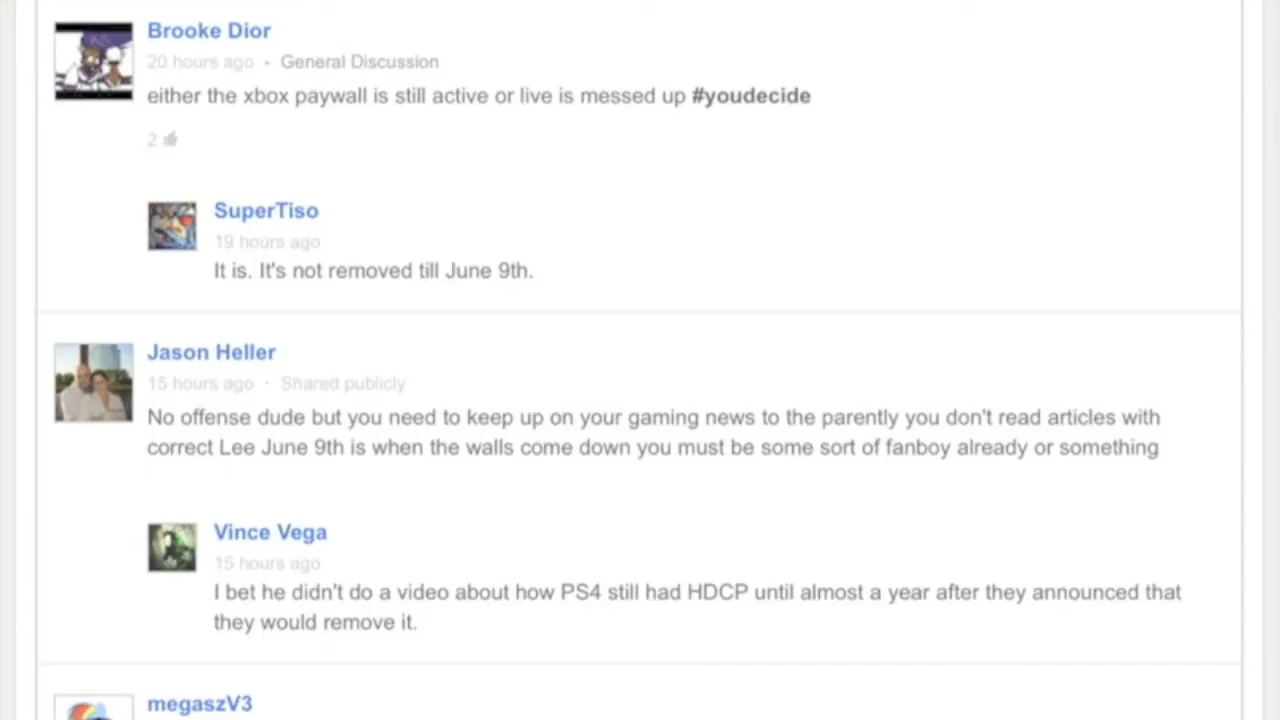 Brooke Dior
20 hours ago • General Discussion
either the xbox paywall is still active or live is messed up #youdecide
2
SuperTiso
19 hours ago
It is. It's not removed till June 9th.
Jason Heller
15 hours ago • Shared publicly
No offense dude but you need to keep up on your gaming news to the parently you don't read articles with
correct Lee June 9th is when the walls come down you must be some sort of fanboy already or something
Vince Vega
15 hours ago
I bet he didn't do a video about how PS4 still had HDCP until almost a year after they announced that
they would remove it.
megaszV3